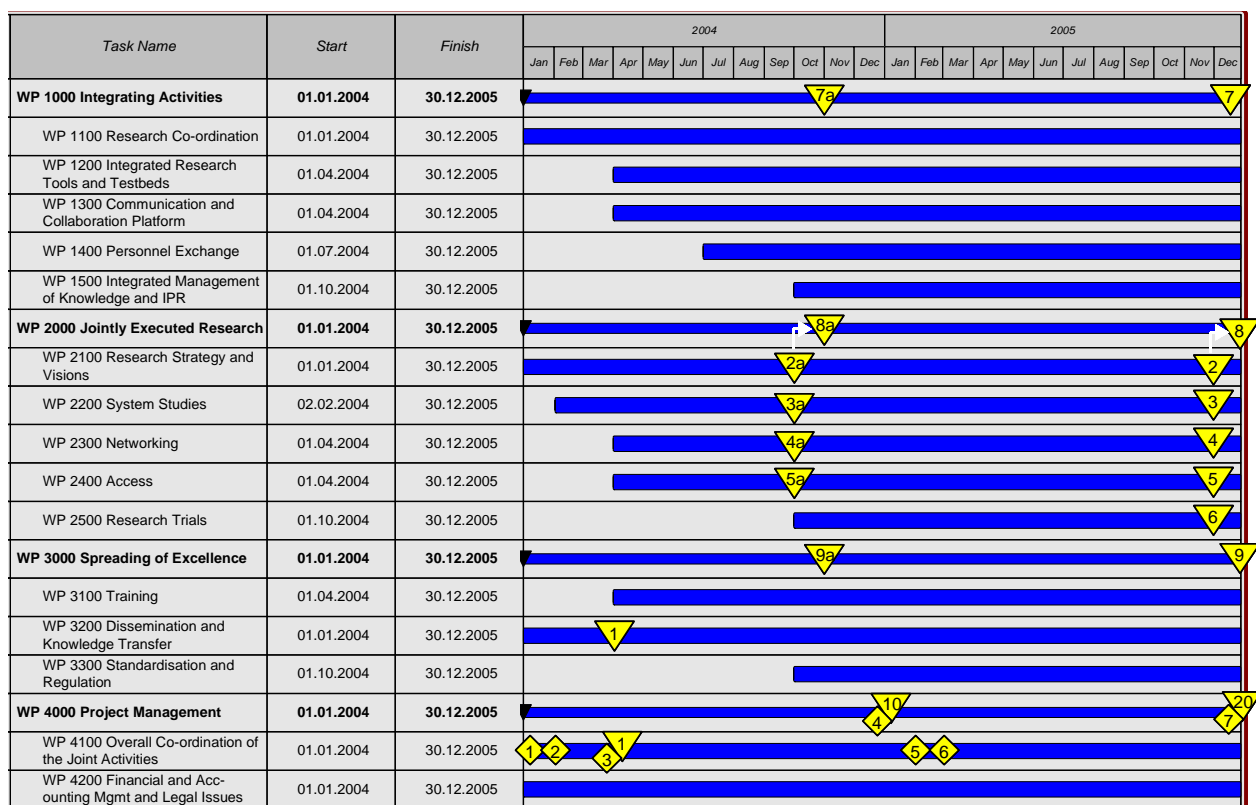 Task Name Start Finish 2004 2005
Jan Feb Mar Apr May Jun Jul Aug Sep Oct Nov Dec Jan Feb Mar Apr May Jun Jul Aug Sep Oct Nov Dec
WP 1000 Integrating Activities 01.01.2004 30.12.2005 7a 7
WP 1100 Research Co-ordination 01.01.2004 30.12.2005
WP 1200 Integrated Research
Tools and Testbeds 01.04.2004 30.12.2005
WP 1300 Communication and
Collaboration Platform 01.04.2004 30.12.2005
WP 1400 Personnel Exchange 01.07.2004 30.12.2005
WP 1500 Integrated Management
of Knowledge and IPR 01.10.2004 30.12.2005
WP 2000 Jointly Executed Research 01.01.2004 30.12.2005 8a 8
WP 2100 Research Strategy and
Visions 01.01.2004 30.12.2005 2a 2
WP 2200 System Studies 02.02.2004 30.12.2005 3a 3
WP 2300 Networking 01.04.2004 30.12.2005 4a 4
WP 2400 Access 01.04.2004 30.12.2005 5a 5
WP 2500 Research Trials 01.10.2004 30.12.2005 6
WP 3000 Spreading of Excellence 01.01.2004 30.12.2005 9a 9
WP 3100 Training 01.04.2004 30.12.2005
WP 3200 Dissemination and
Knowledge Transfer 01.01.2004 30.12.2005 1
WP 3300 Standardisation and
Regulation 01.10.2004 30.12.2005
WP 4000 Project Management 01.01.2004 30.12.2005 4 10 7 20
WP 4100 Overall Co-ordination of
the Joint Activities 01.01.2004 30.12.2005 1 2 3 1 5 6
WP 4200 Financial and Acc-
ounting Mgmt and Legal Issues 01.01.2004 30.12.2005